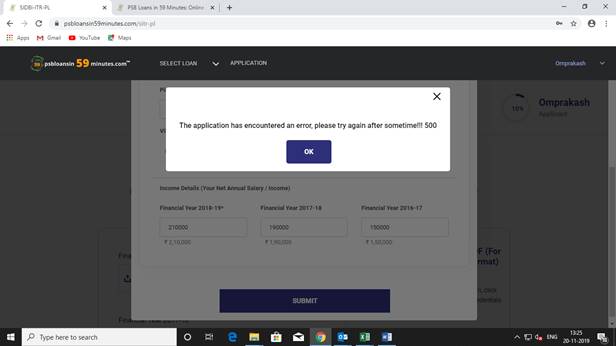 SIDBI-ITR-PL
PSB Loans in 59 Minutes: Online
psbloansin59minutes.com/sitr-pl
Apps
Gmail
YouTube
Maps
psbloansin 59 minutes.com™
SELECT LOAN
APPLICATION
Omprakash
The application has encountered an error, please try again after sometime!!! 500
OK
10%
Omprakash
Applicant
Income Details (Your Net Annual Salary / Income)
Financial Year 2018-19*
Financial Year 2017-18
Financial Year 2016-17
210000
190000
150000
₹ 2,10,000
₹ 1,90,000
₹ 1,50,000
SUBMIT
Type here to search
ENG
13:25
20-11-2019